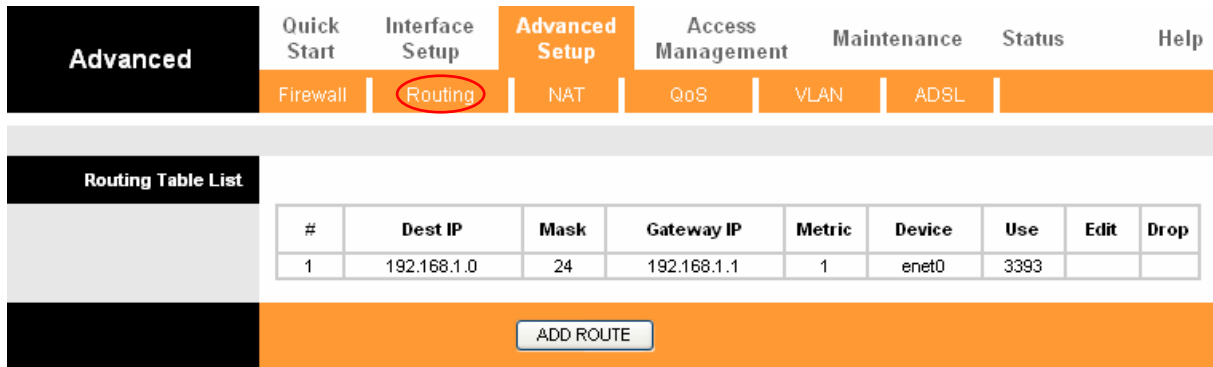 Advanced
Quick Start
Interface Setup
Advanced Setup
Access Management
Maintenance
Status
Help
Firewall
Routing
NAT
QoS
VLAN
ADSL
Routing Table List
# Dest IP Mask Gateway IP Metric Device Use Edit Drop
1 192.168.1.0 24 192.168.1.1 1 enet0 3393
ADD ROUTE